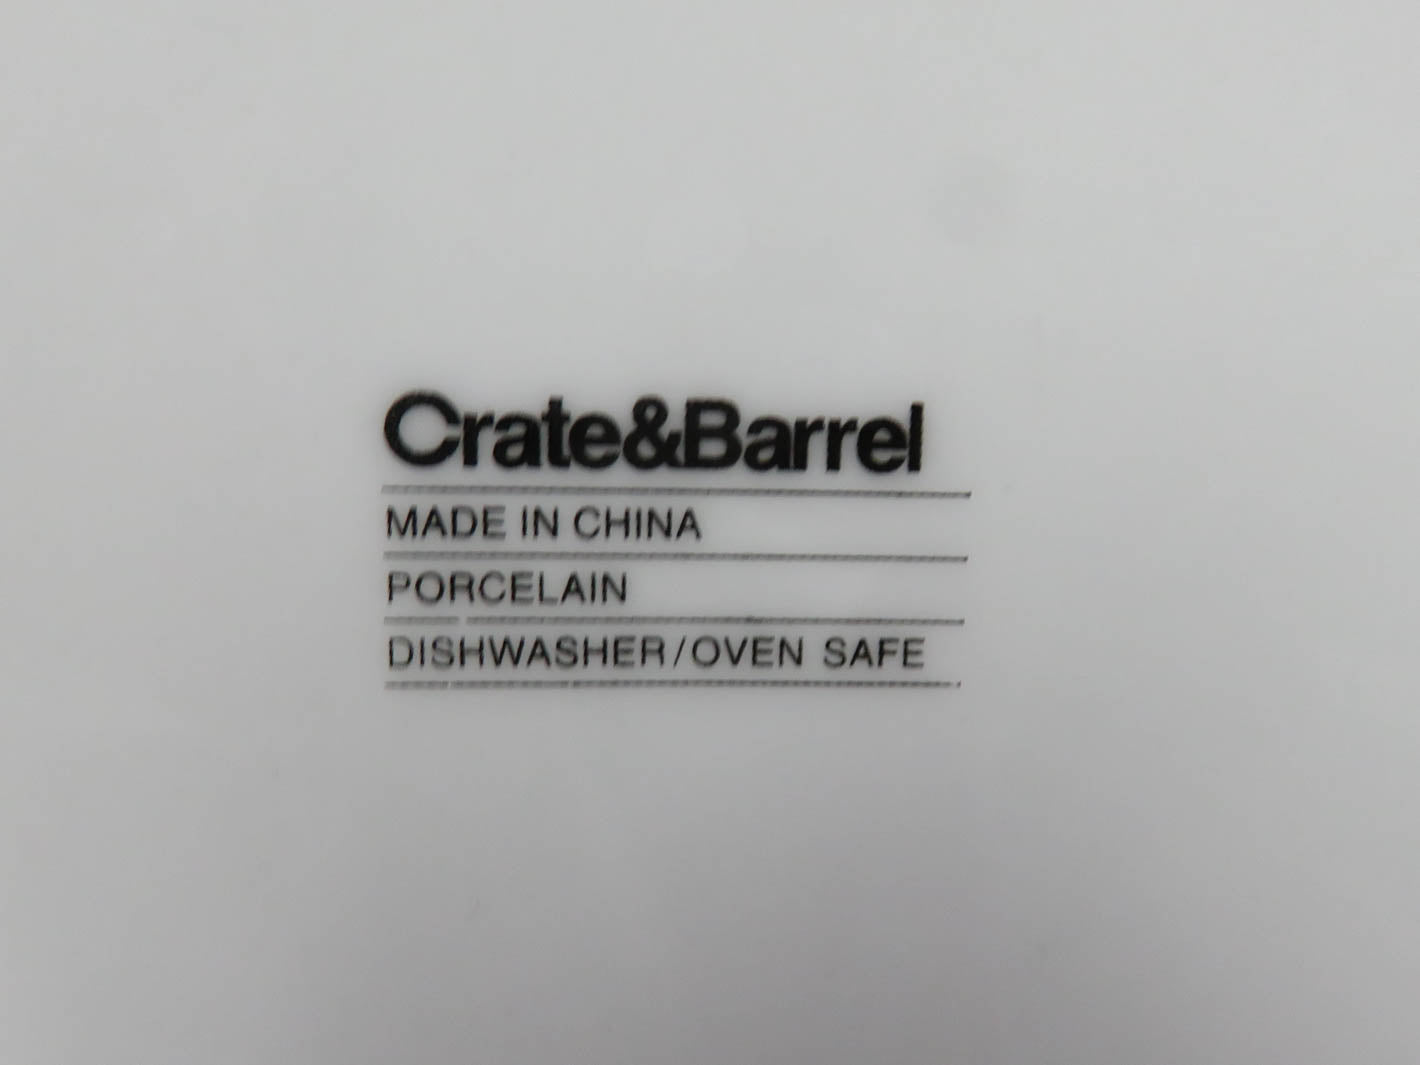 Crate&Barrel
MADE IN CHINA
PORCELAIN
DISHWASHER/OVEN SAFE